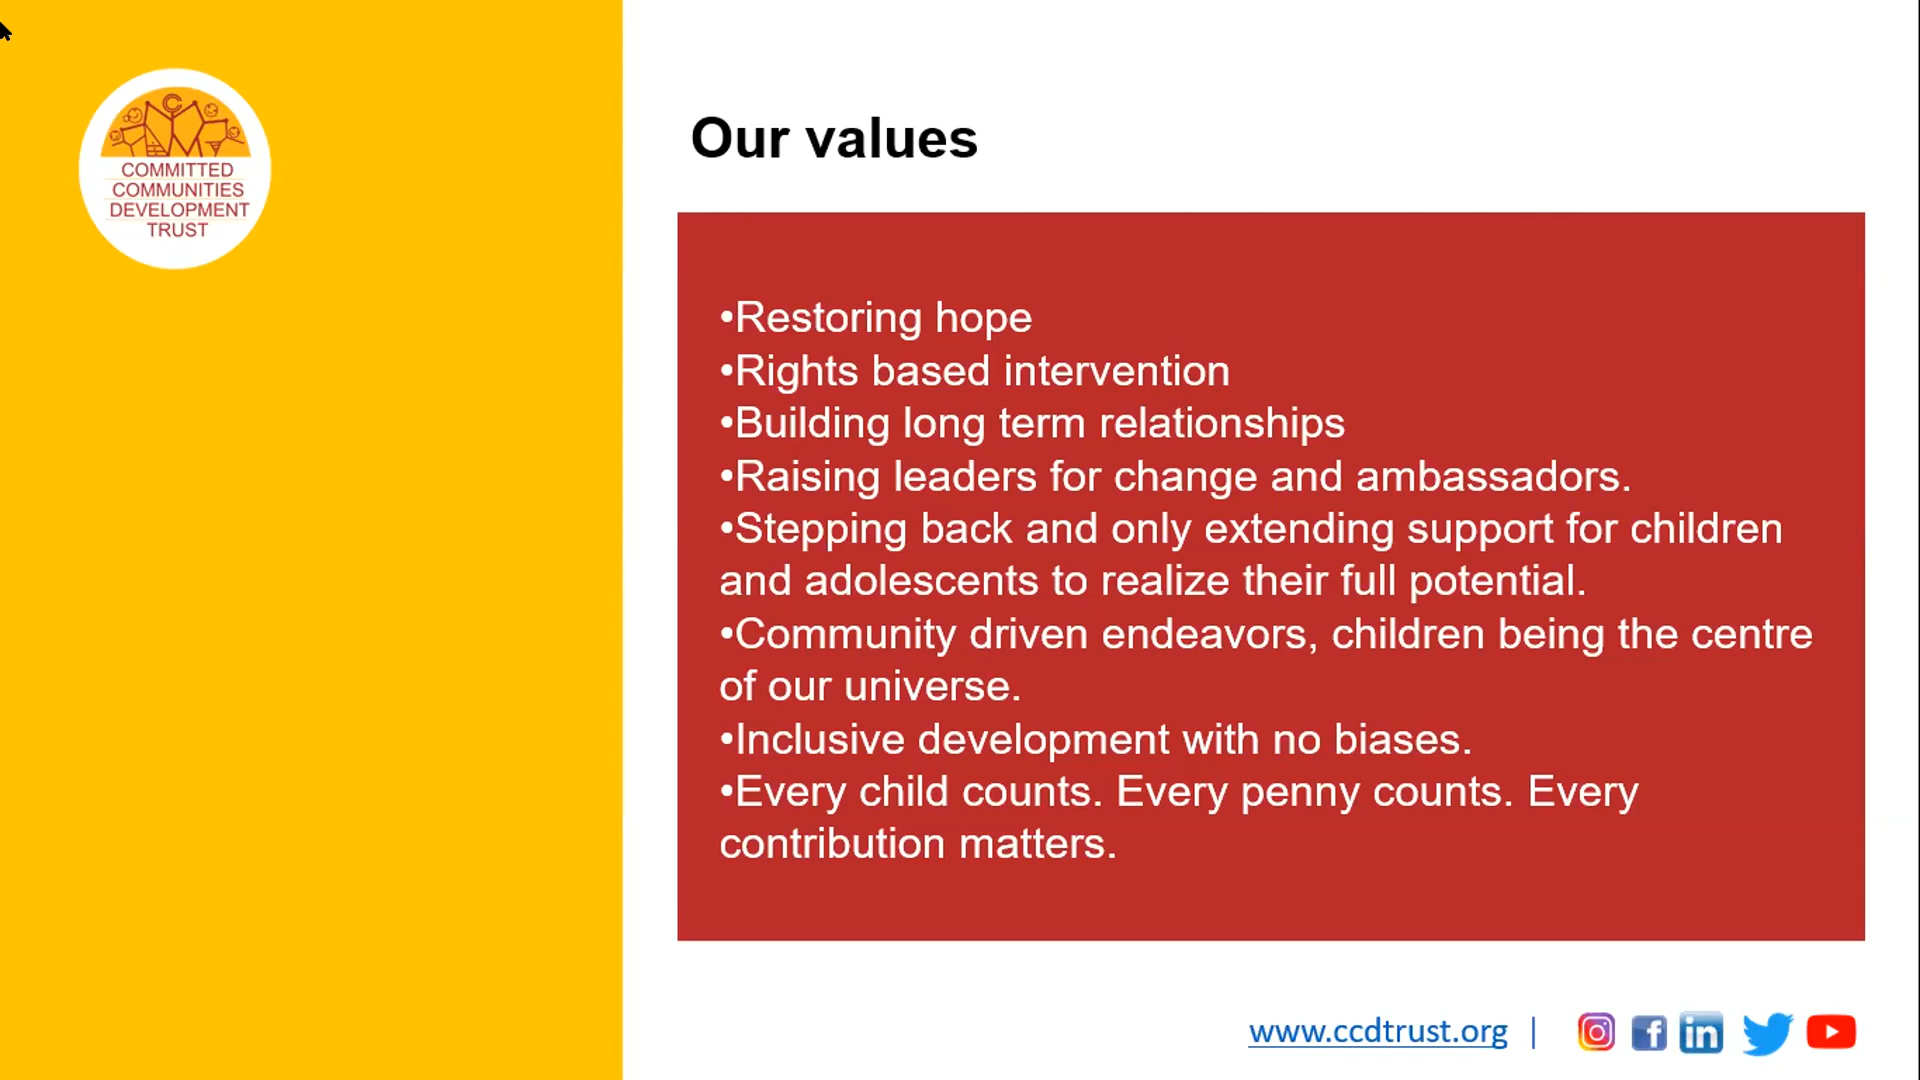 COMMITTED
COMMUNITIES
DEVELOPMENT
TRUST
Our values
•Restoring hope
•Rights based intervention
•Building long term relationships
•Raising leaders for change and ambassadors.
•Stepping back and only extending support for children
and adolescents to realize their full potential.
•Community driven endeavors, children being the centre
of our universe.
•Inclusive development with no biases.
•Every child counts. Every penny counts. Every
contribution matters.
www.ccdtrust.org |